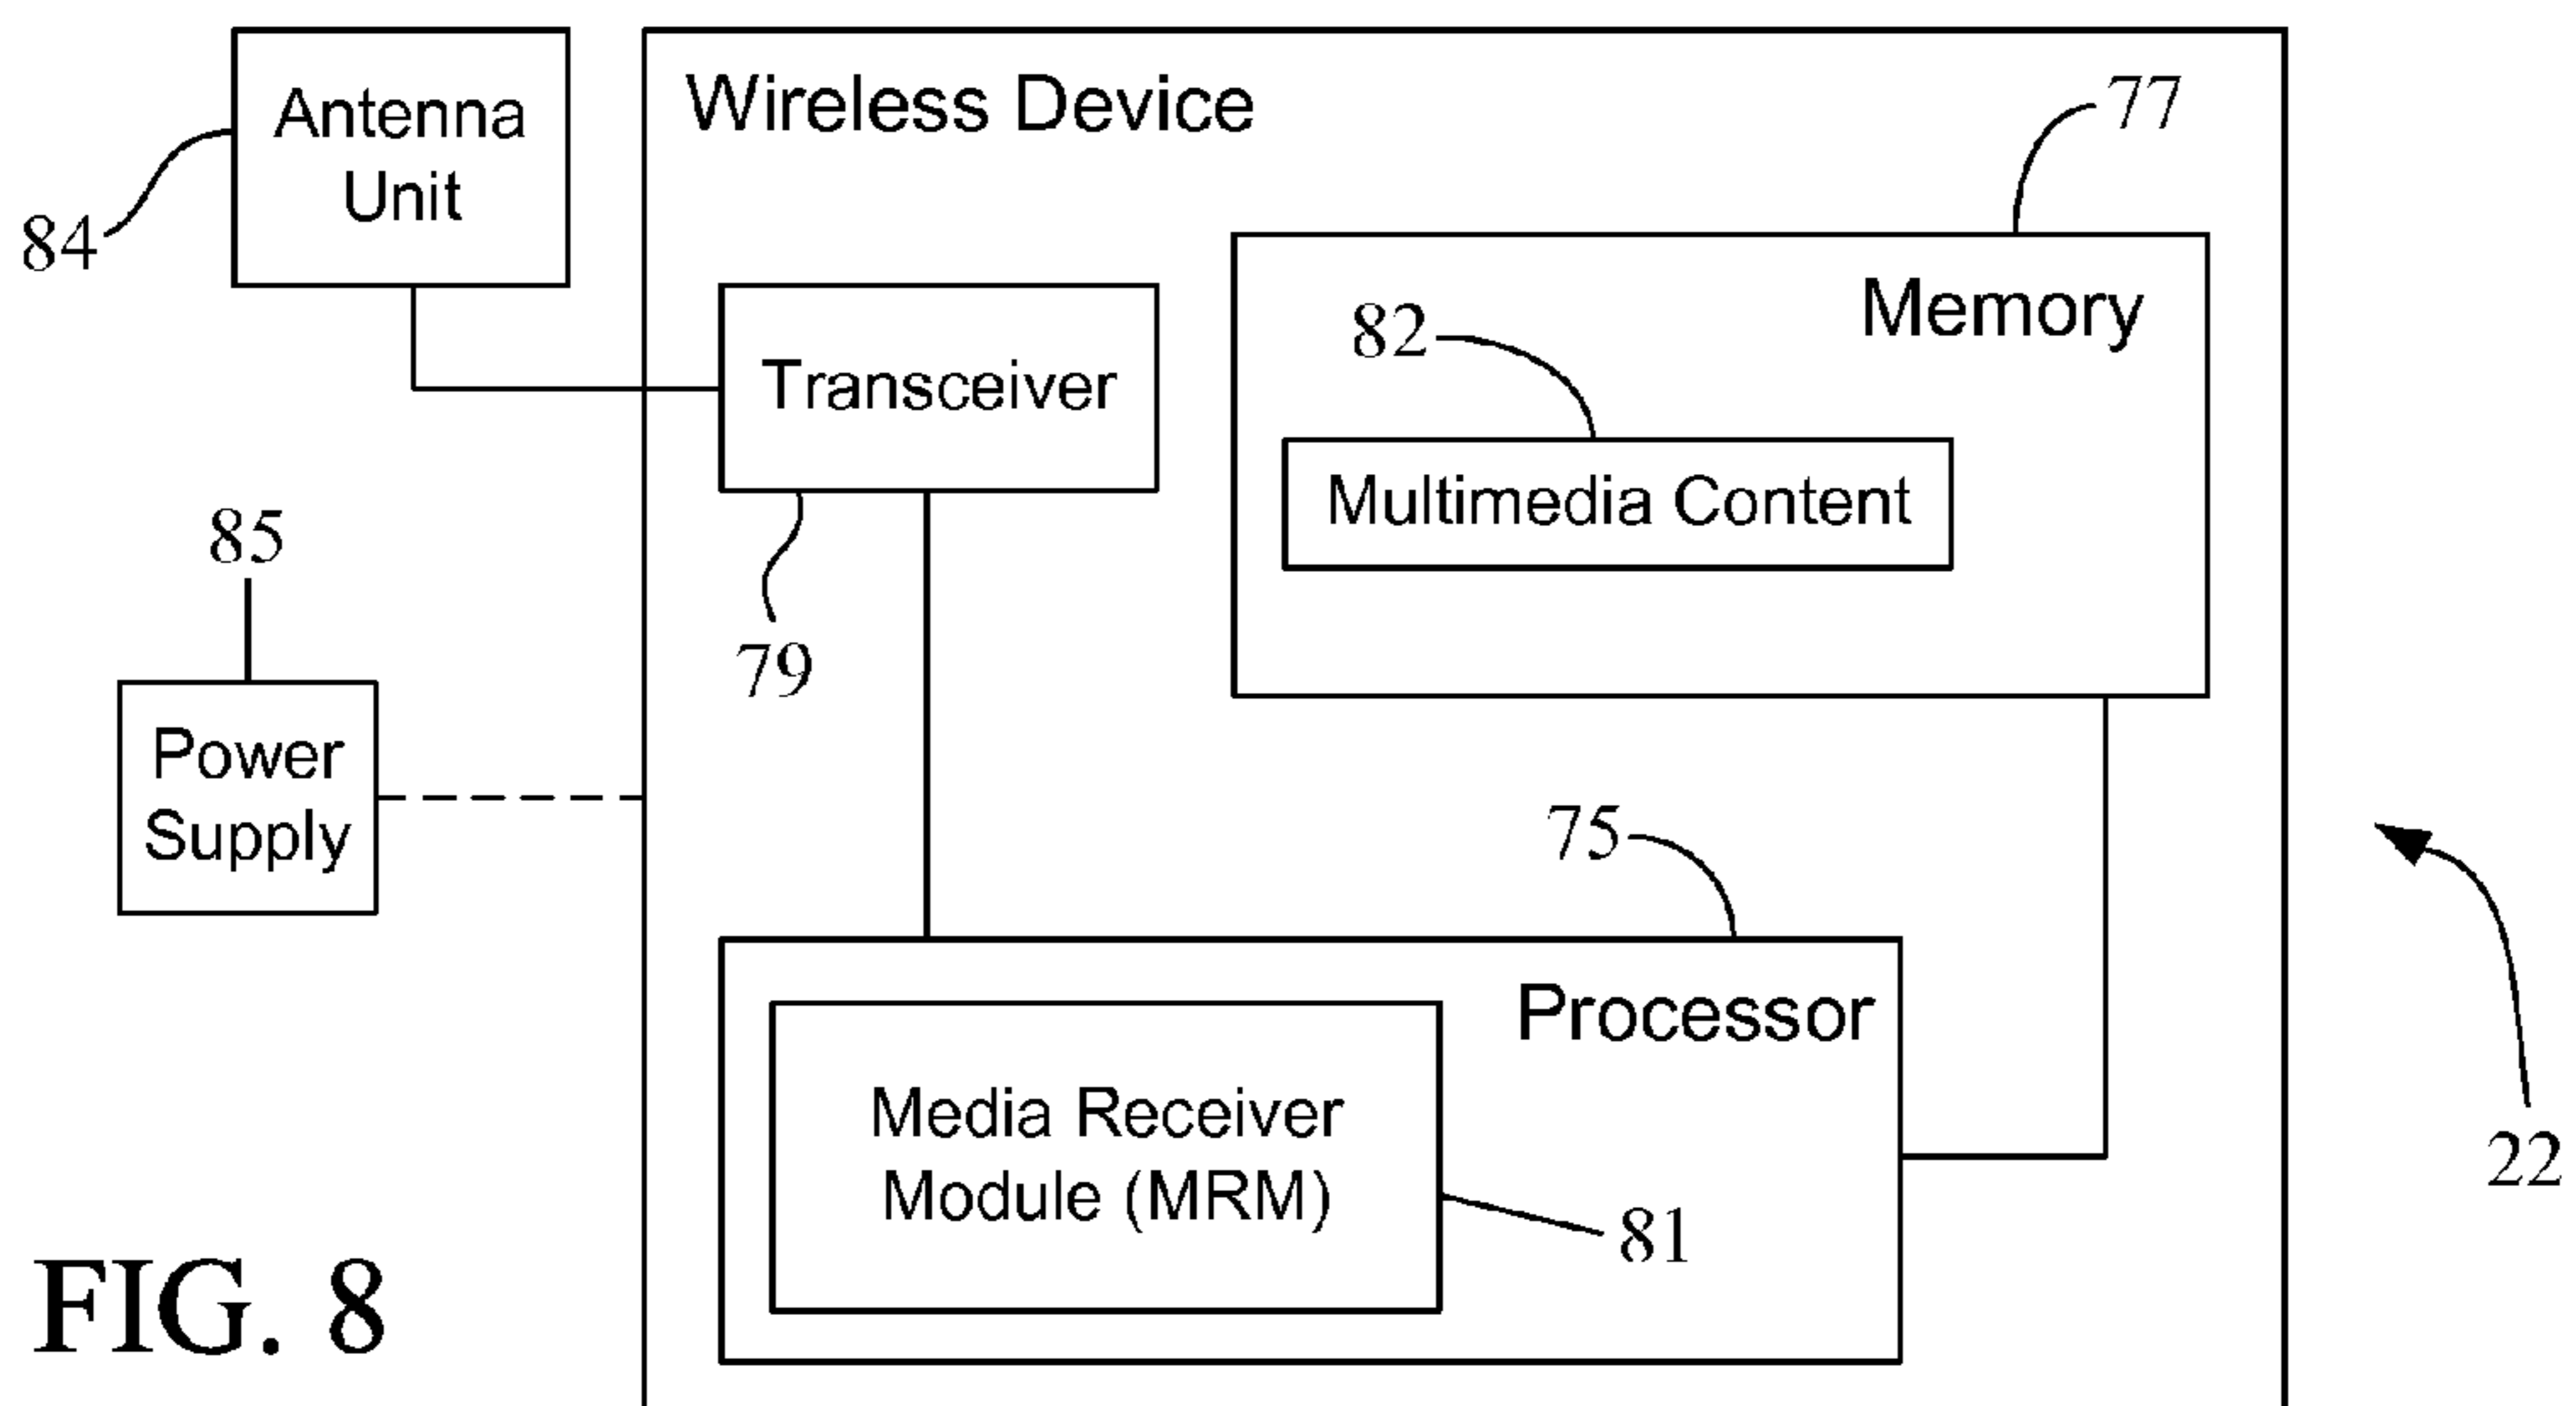 Antenna
Unit
84
Wireless Device
77
Memory
82
Multimedia Content
Transceiver
79
85
Power
Supply
75
Processor
Media Receiver
Module (MRM)
81
22
FIG. 8